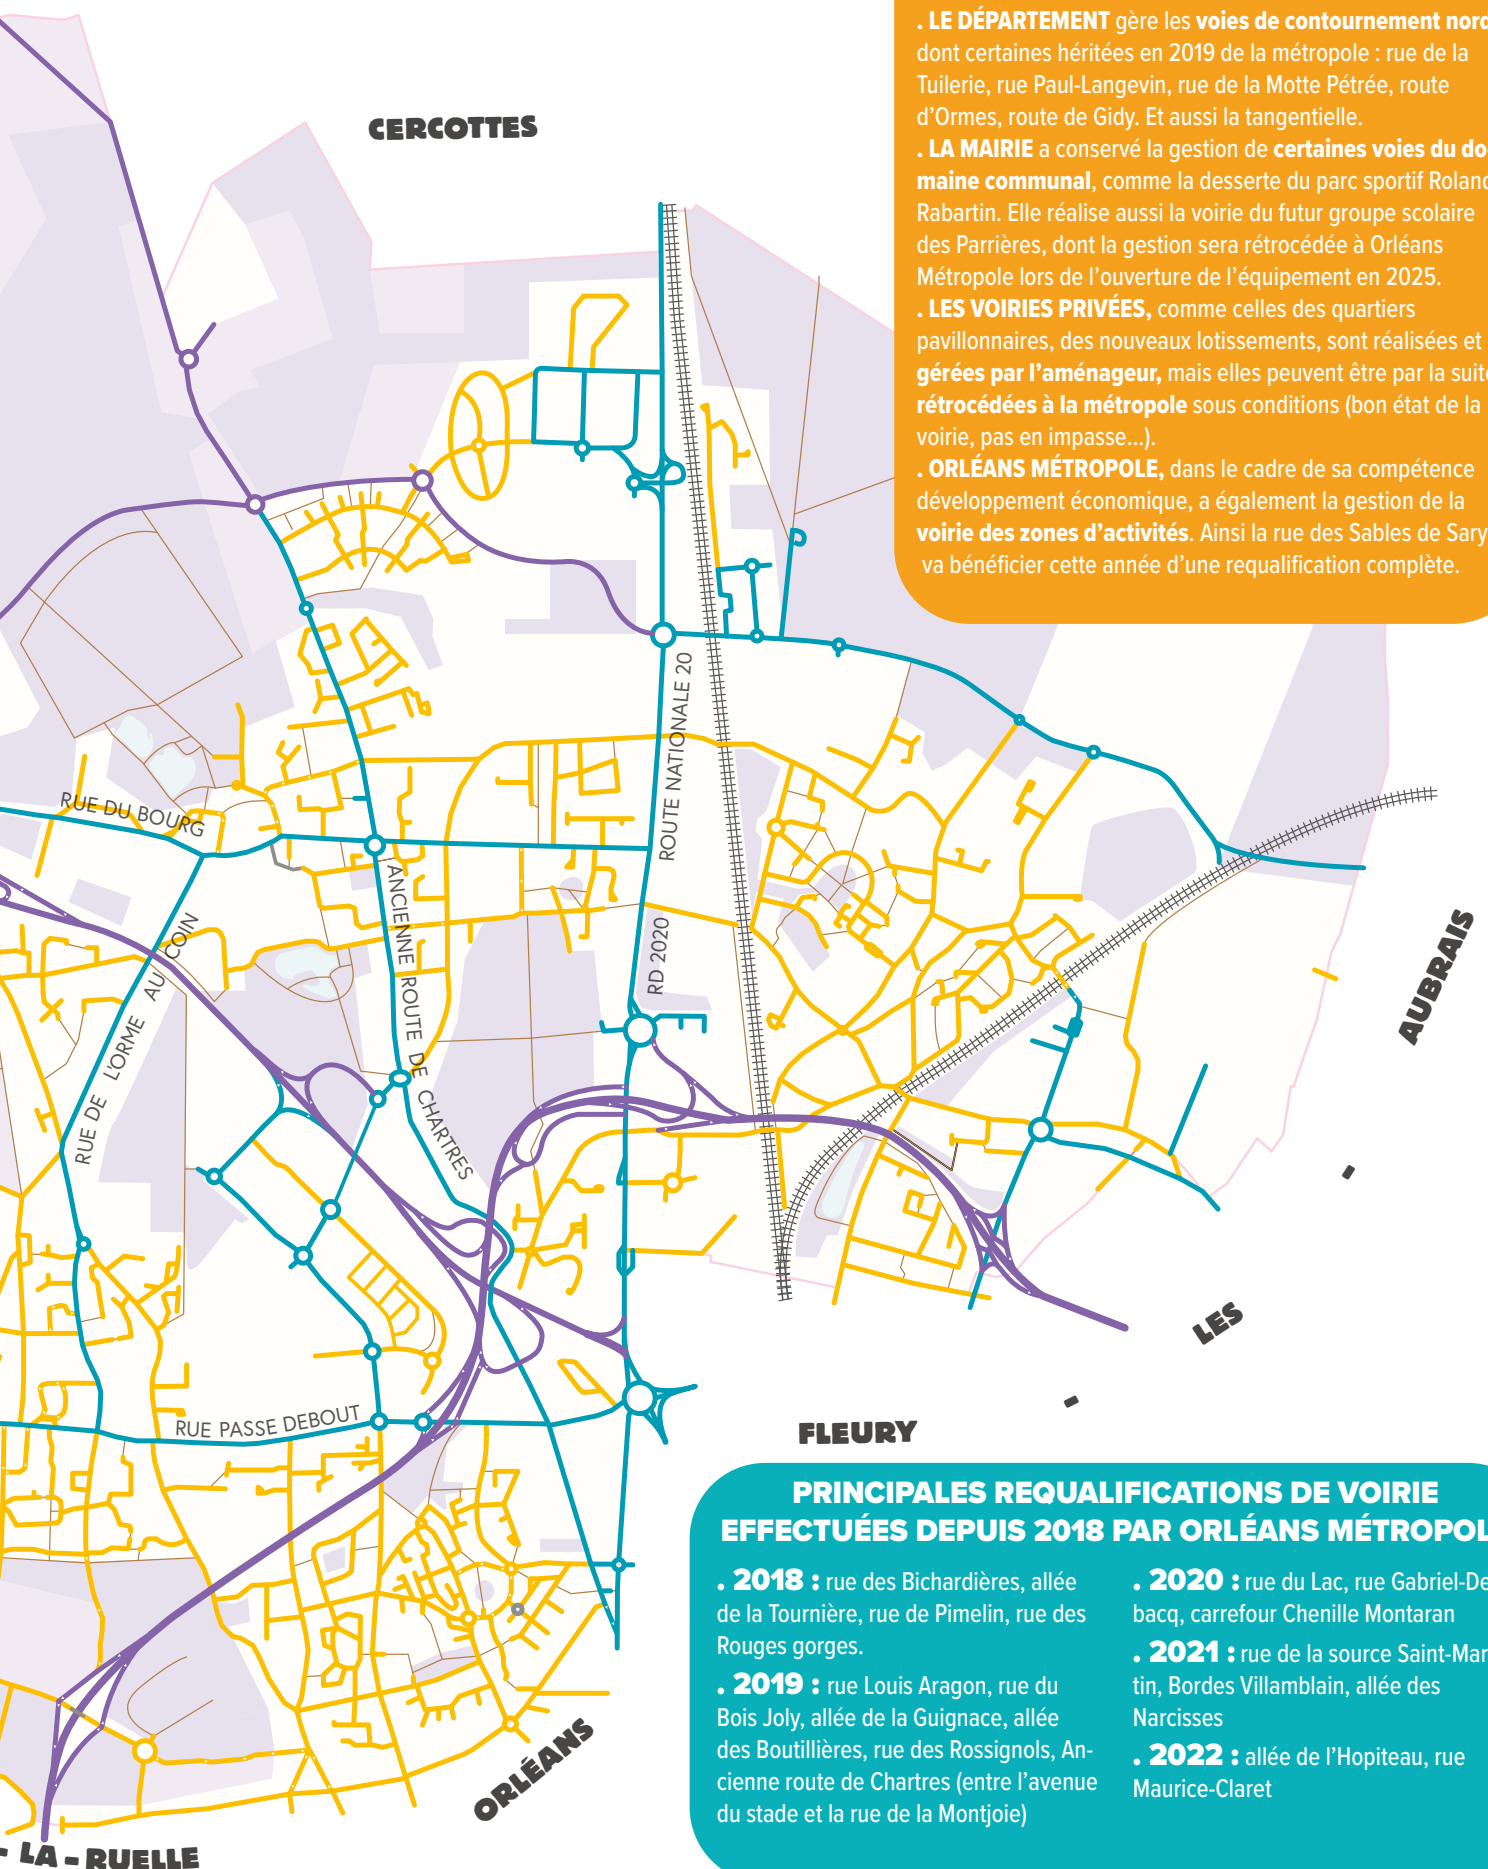 . LE DÉPARTEMENT gère les voies de contournement nord
dont certaines héritées en 2019 de la métropole : rue de la
Tuilerie, rue Paul-Langevin, rue de la Motte Pétrée, route
d'Ormes, route de Gidy. Et aussi la tangentielle.
. LA MAIRIE a conservé la gestion de certaines voies du do-
maine communal, comme la desserte du parc sportif Roland
Rabartin. Elle réalise aussi la voirie du futur groupe scolaire
des Parrières, dont la gestion sera rétrocédée à Orléans
Métropole lors de l'ouverture de l'équipement en 2025.
. LES VOIRIES PRIVÉES, comme celles des quartiers
pavillonnaires, des nouveaux lotissements, sont réalisées et
gérées par l'aménageur, mais elles peuvent être par la suite
rétrocédées à la métropole sous conditions (bon état de la
voirie, pas en impasse...).
. ORLÉANS MÉTROPOLE, dans le cadre de sa compétence
développement économique, a également la gestion de la
voirie des zones d'activités. Ainsi la rue des Sables de Sary
va bénéficier cette année d'une requalification complète.
CERCOTTES
ROUTE NATIONALE 20
RUE DU BOURG
ANCIENNE ROUTE DE CHARTRES
RUE DE L'ORME AU COIN
RD 2020
AUBRAIS
-
LES
-
RUE PASSE DEBOUT
FLEURY
ORLÉANS
- LA - RUELLE
PRINCIPALES REQUALIFICATIONS DE VOIRIE
EFFECTUÉES DEPUIS 2018 PAR ORLÉANS MÉTROPOL
. 2018 : rue des Bichardières, allée
de la Tournière, rue de Pimelin, rue des
Rouges gorges.
. 2019 : rue Louis Aragon, rue du
Bois Joly, allée de la Guignace, allée
des Boutillières, rue des Rossignols, An-
cienne route de Chartres (entre l'avenue
du stade et la rue de la Montjoie)
. 2020 : rue du Lac, rue Gabriel-De
bacq, carrefour Chenille Montaran
. 2021 : rue de la source Saint-Mar
tin, Bordes Villamblain, allée des
Narcisses
. 2022 : allée de l'Hopiteau, rue
Maurice-Claret